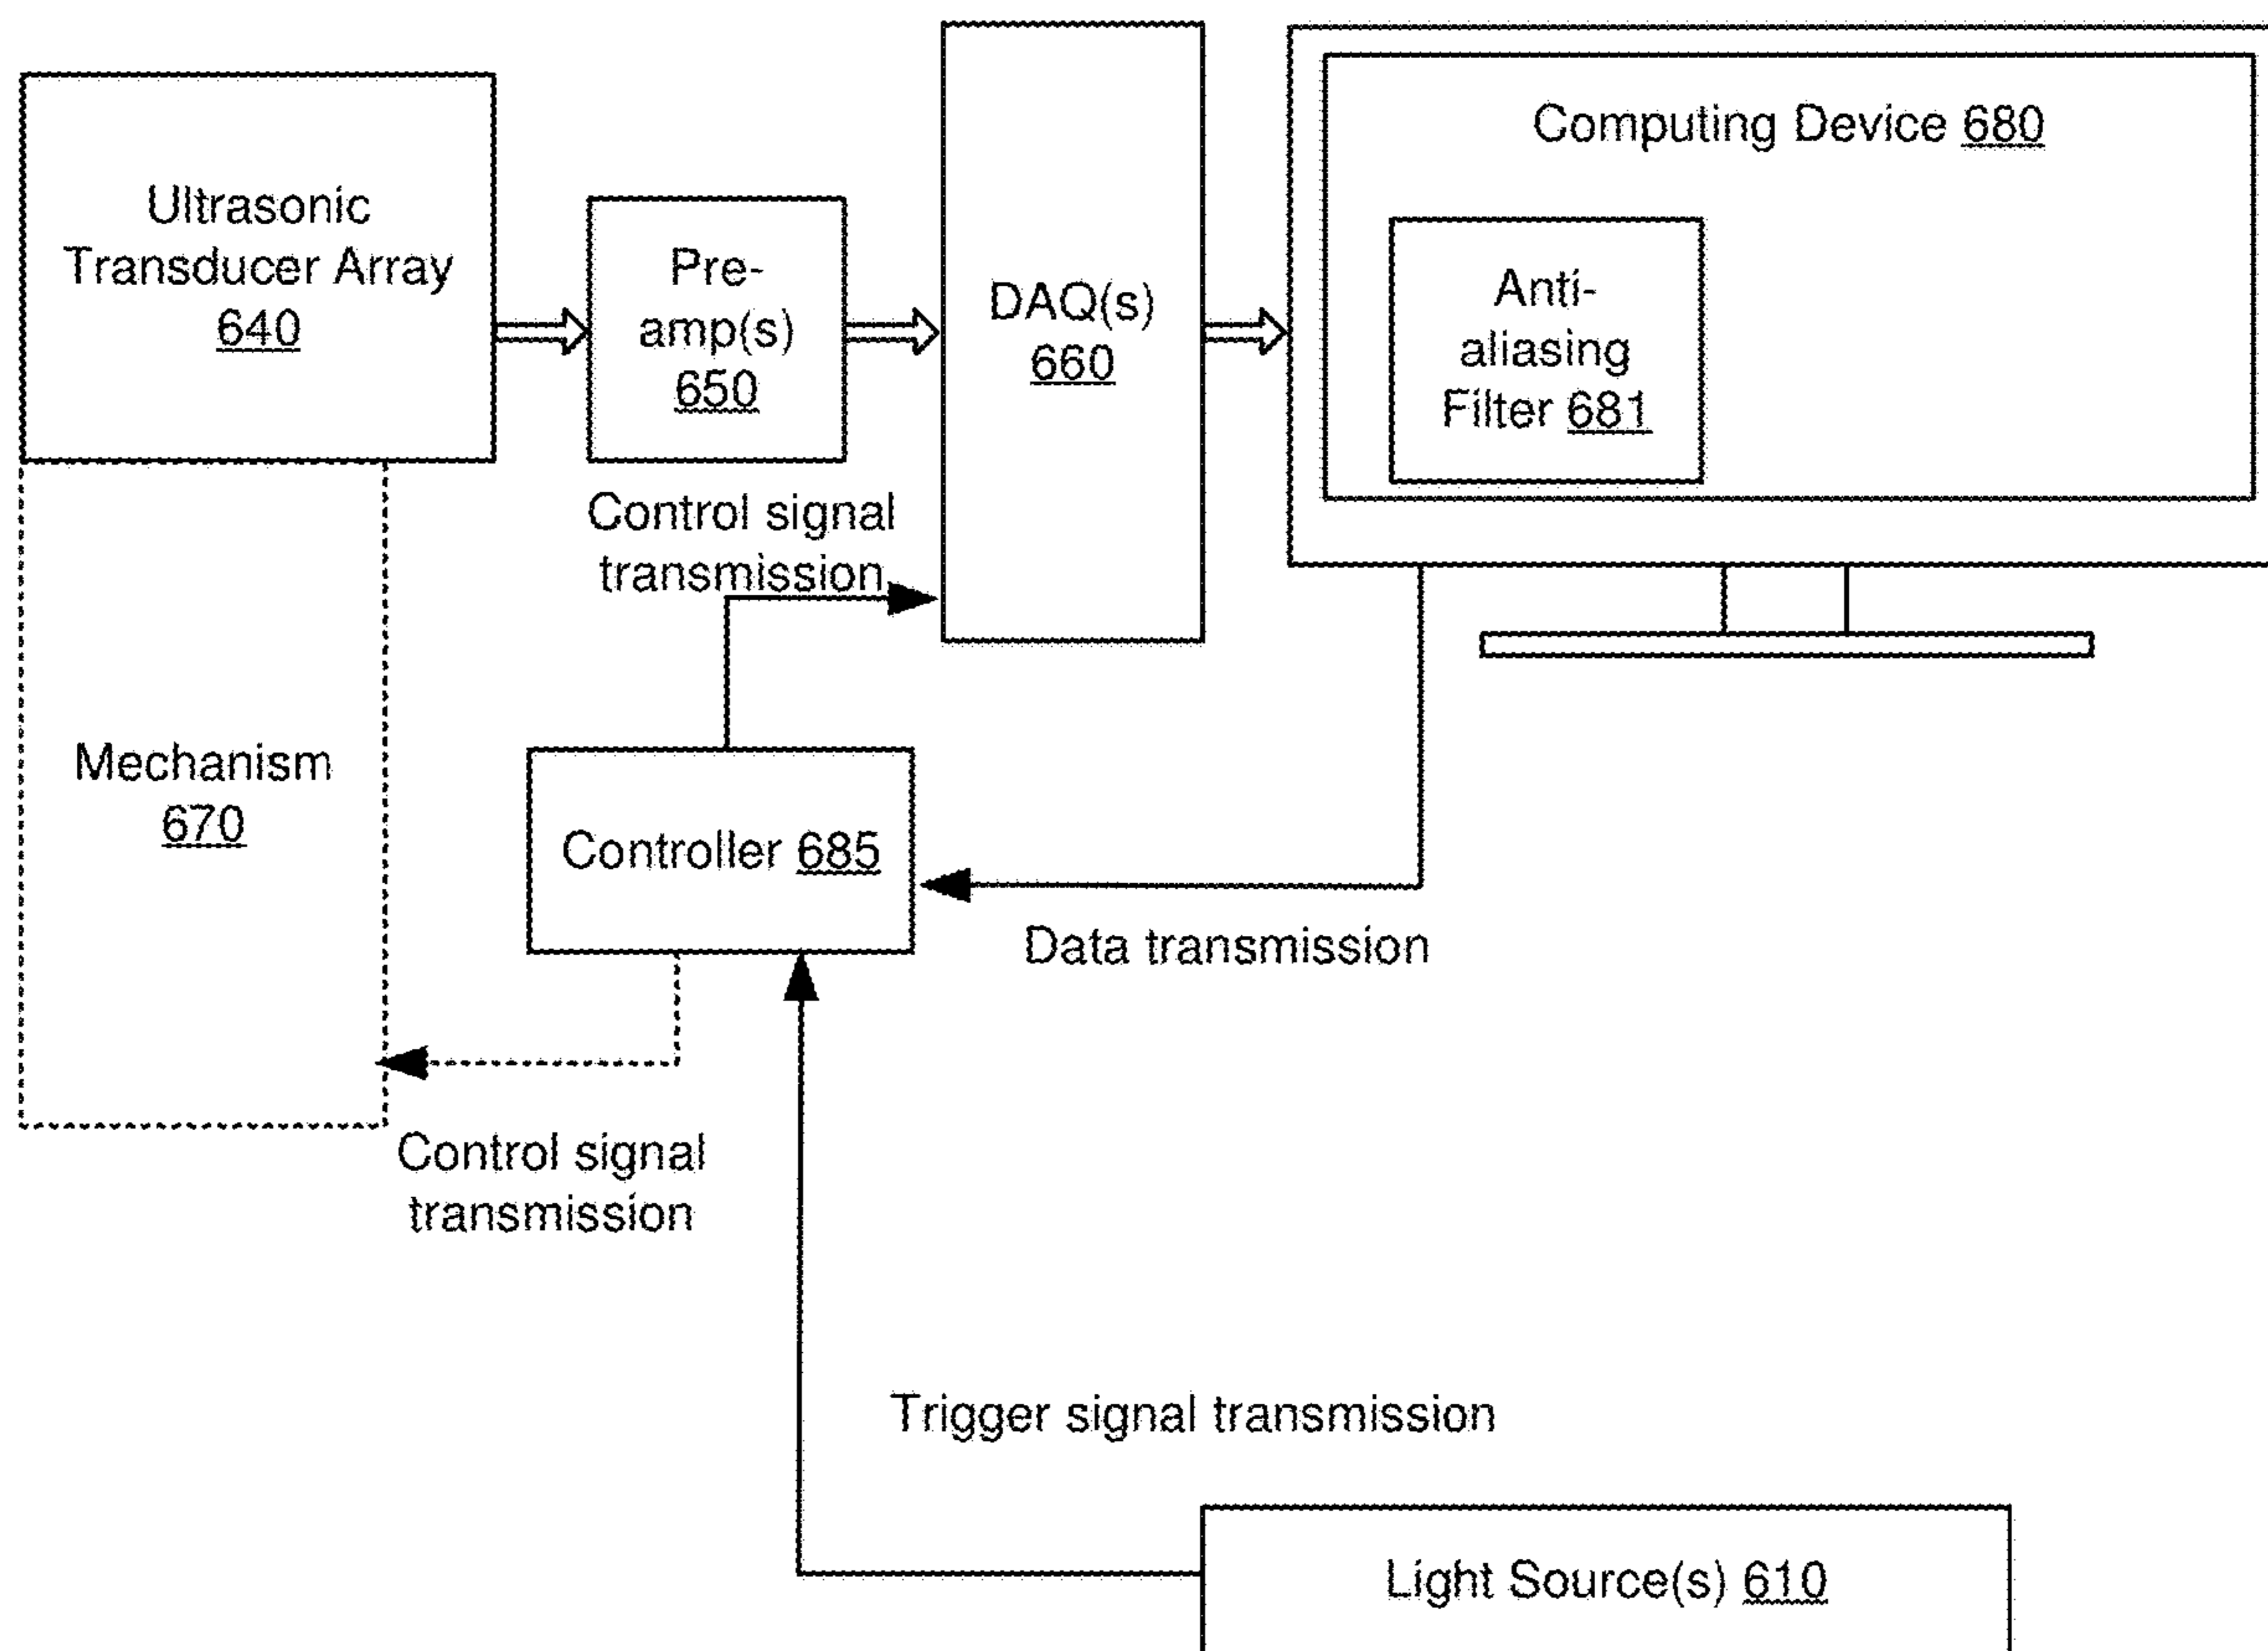 Ultrasonic
Transducer Array
640
Pre-
amp(s)
650
DAQ(s)
660
Computing Device 680
Anti-
aliasing
Filter 681
Control signal
transmission
Mechanism
670
Controller 685
Data transmission
Control signal
transmission
Trigger signal transmission
Light Source(s) 610